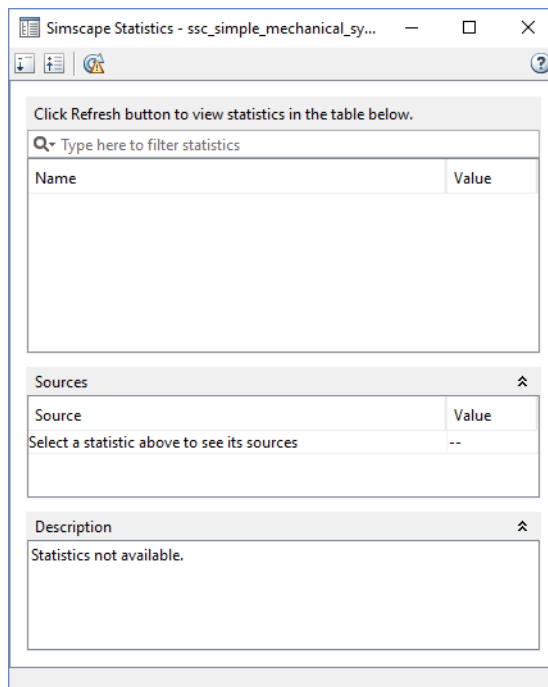 Simscape Statistics - ssc_simple_mechanical_sy...
?
Click Refresh button to view statistics in the table below.
Type here to filter statistics
Name Value
Sources
Source Value
Select a statistic above to see its sources --
Description
Statistics not available.